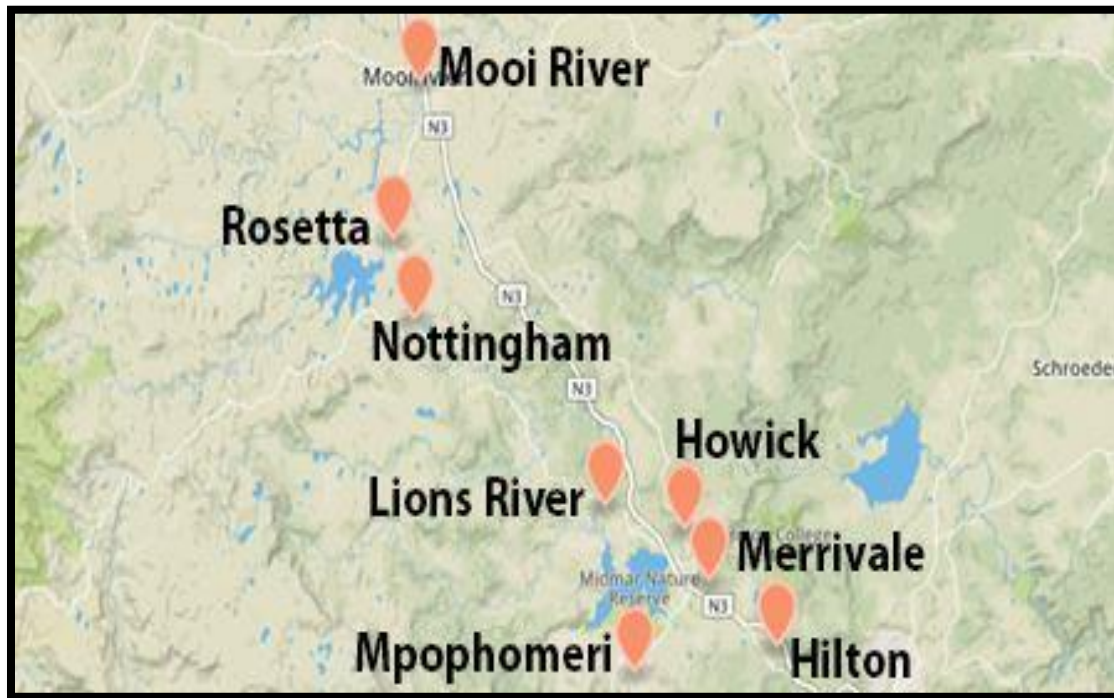 Mooi River
N3
Rosetta
N3
Nottingham
Schroeder
N3
Howick
Lions River
College
Merrivale
Midmar Nature
Reserve
N3
Mpophomeri
Hilton